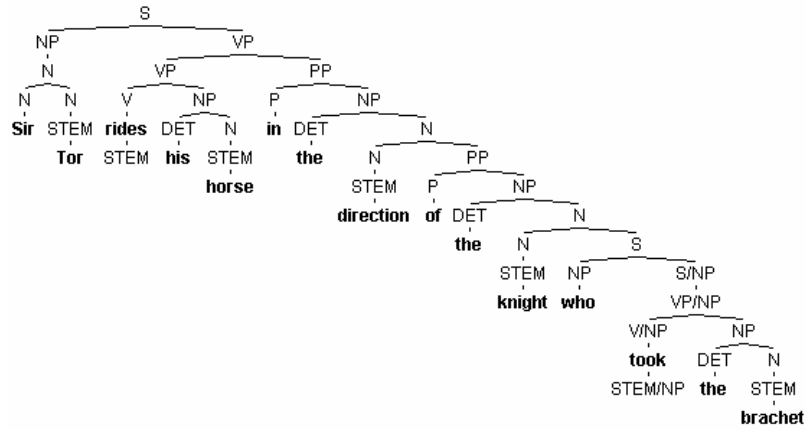 S
NP VP
N VP PP
N N V NP P NP
Sir STEM rides DET N in DET N
Tor STEM his STEM the N PP
horse STEM P NP
direction of DET N
the N S
STEM NP S/NP
knight who VP/NP
V/NP NP
took DET N
STEM/NP the STEM
brachet